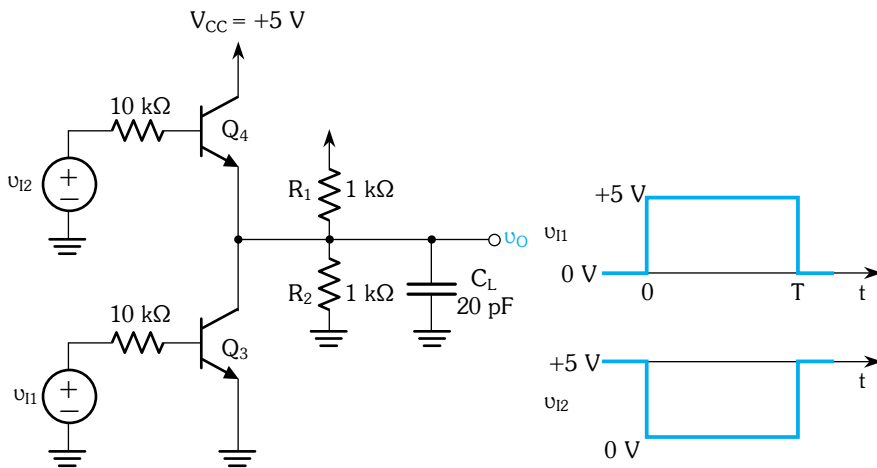 V_CC = +5 V
10 kΩ
Q_4
υ_I2
R_1 1 kΩ
υ_O
R_2 1 kΩ
C_L
20 pF
10 kΩ
Q_3
υ_I1
+5 V
υ_I1
0 V
0
T
t
+5 V
t
υ_I2
0 V